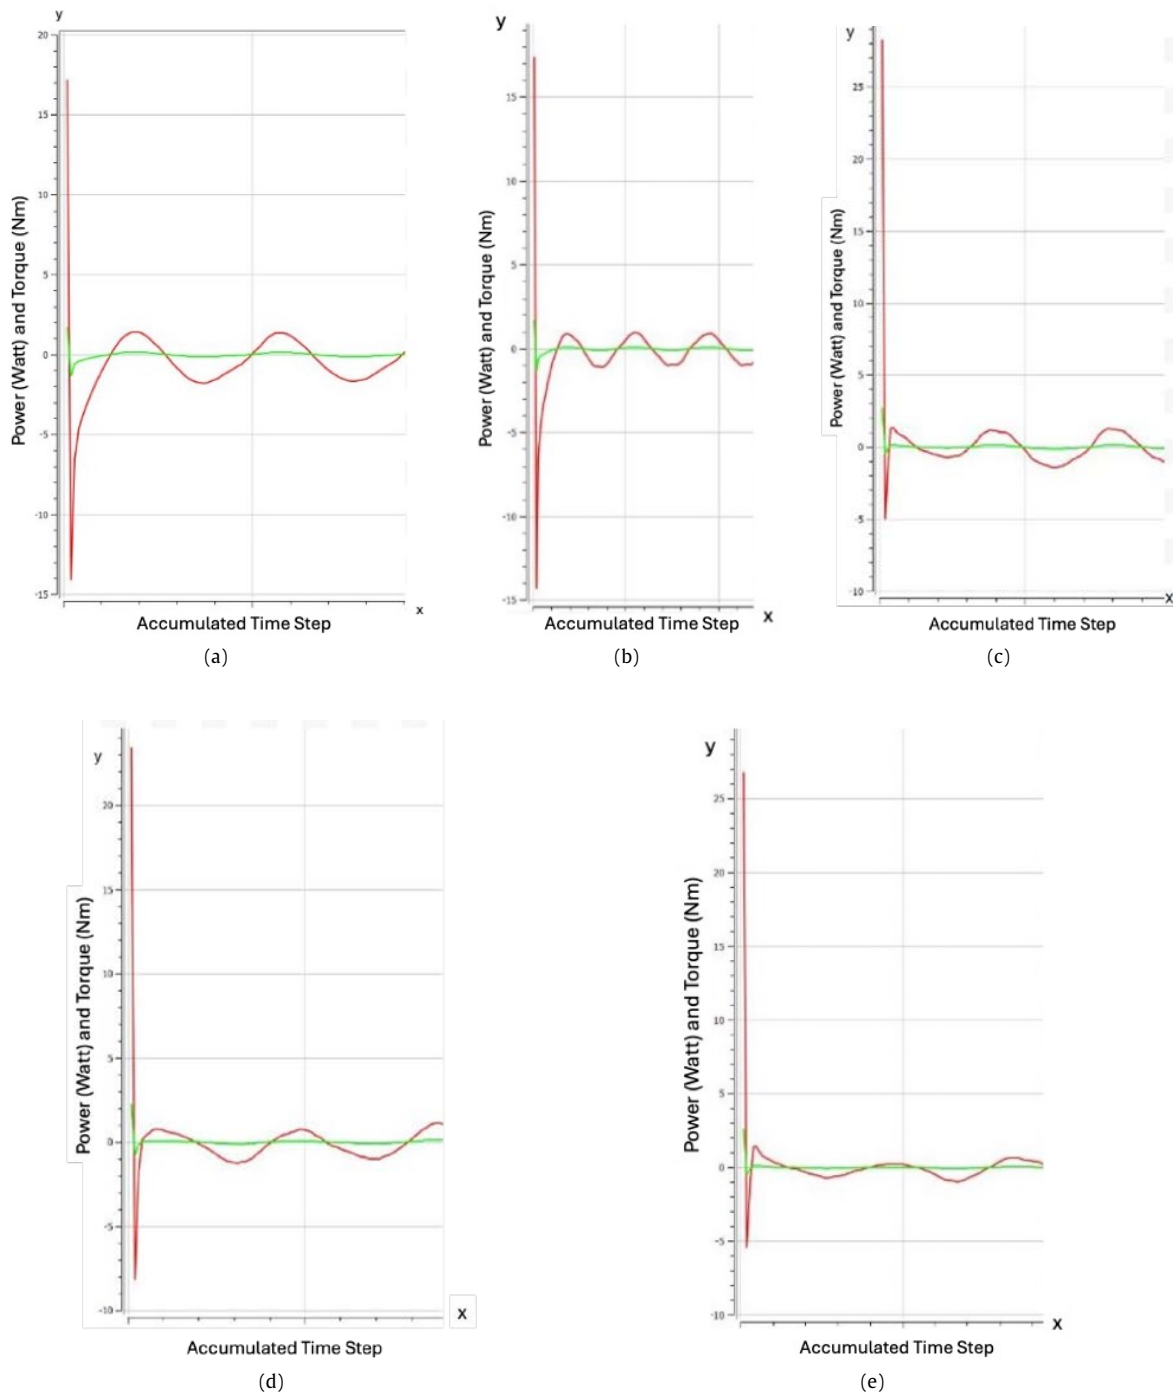 y
20
15
10
5
0
-5
-10
-15
Power (Watt) and Torque (Nm)
x
Accumulated Time Step
(a)
y
15
10
5
0
-5
-10
-15
Power (Watt) and Torque (Nm)
x
Accumulated Time Step
(b)
y
25
20
15
10
5
0
-5
-10
Power (Watt) and Torque (Nm)
x
Accumulated Time Step
(c)
y
20
15
10
5
0
-5
-10
Power (Watt) and Torque (Nm)
x
Accumulated Time Step
(d)
y
25
20
15
10
5
0
-5
-10
Power (Watt) and Torque (Nm)
x
Accumulated Time Step
(e)